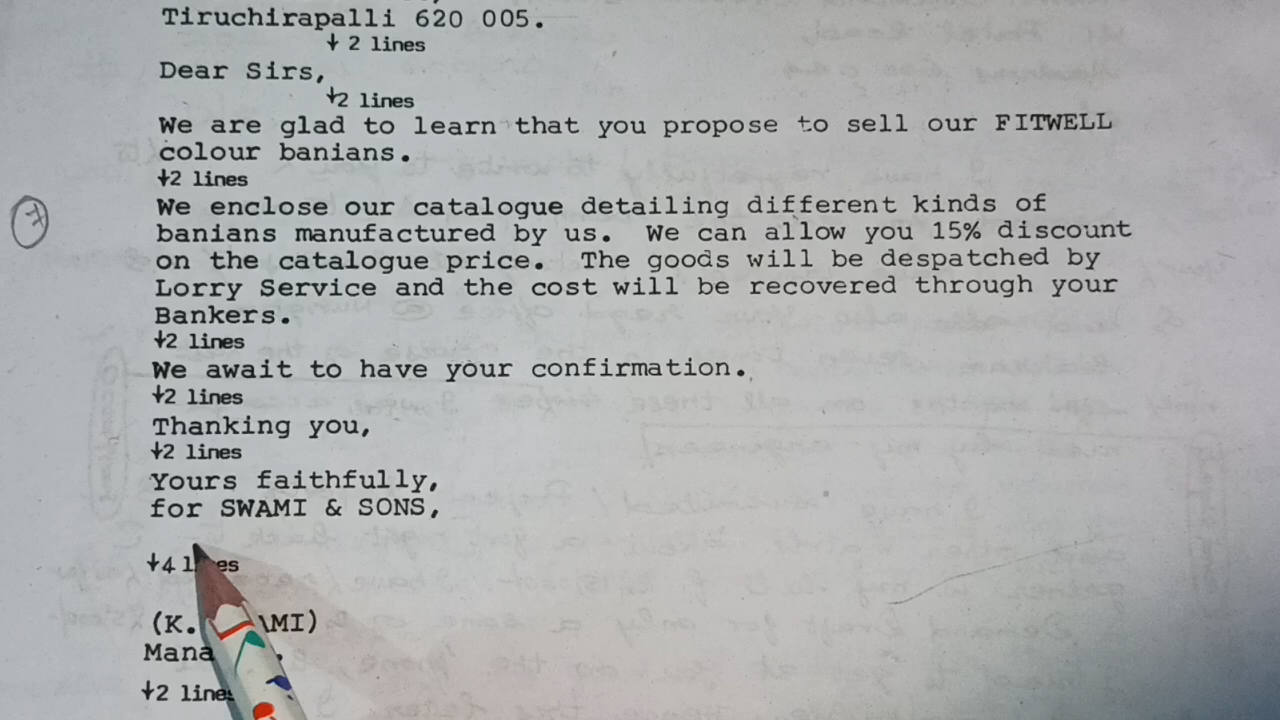 Tiruchirapalli 620 005.
↓ 2 lines
Dear Sirs,
↓2 lines
We are glad to learn that you propose to sell our FITWELL
colour banians.
↓2 lines
We enclose our catalogue detailing different kinds of
banians manufactured by us. We can allow you 15% discount
on the catalogue price. The goods will be despatched by
Lorry Service and the cost will be recovered through your
Bankers.
↓2 lines
We await to have your confirmation.
↓2 lines
Thanking you,
↓2 lines
Yours faithfully,
for SWAMI & SONS,
↓4
(K.
↓2